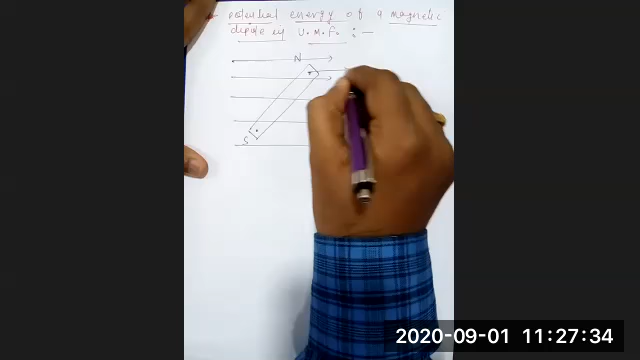 potential energy of a magnetic
dipole in U.M.F. :—
N
S
2020-09-01 11:27:34